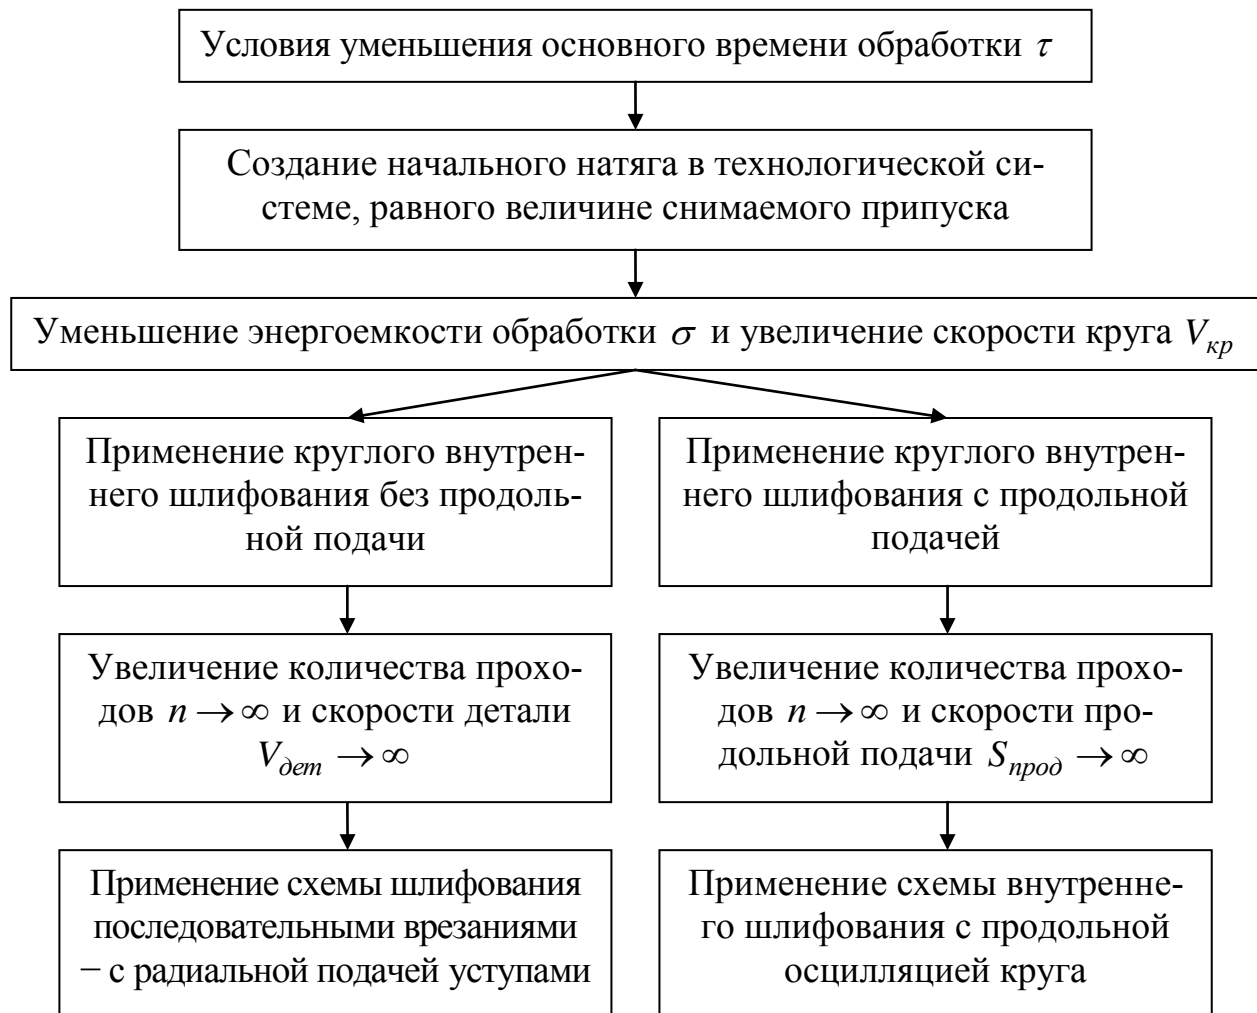 Условия уменьшения основного времени обработки τ
Создание начального натяга в технологической си-
стеме, равного величине снимаемого припуска
Уменьшение энергоемкости обработки σ и увеличение скорости круга Vкр
Применение круглого внутрен-
него шлифования без продоль-
ной подачи
Увеличение количества прохо-
дов n → ∞ и скорости детали
Vдет → ∞
Применение схемы шлифования
последовательными врезаниями
− с радиальной подачей уступами
Применение круглого внутрен-
него шлифования с продольной
подачей
Увеличение количества прохо-
дов n → ∞ и скорости про-
дольной подачи Sпрод → ∞
Применение схемы внутренне-
го шлифования с продольной
осцилляцией круга